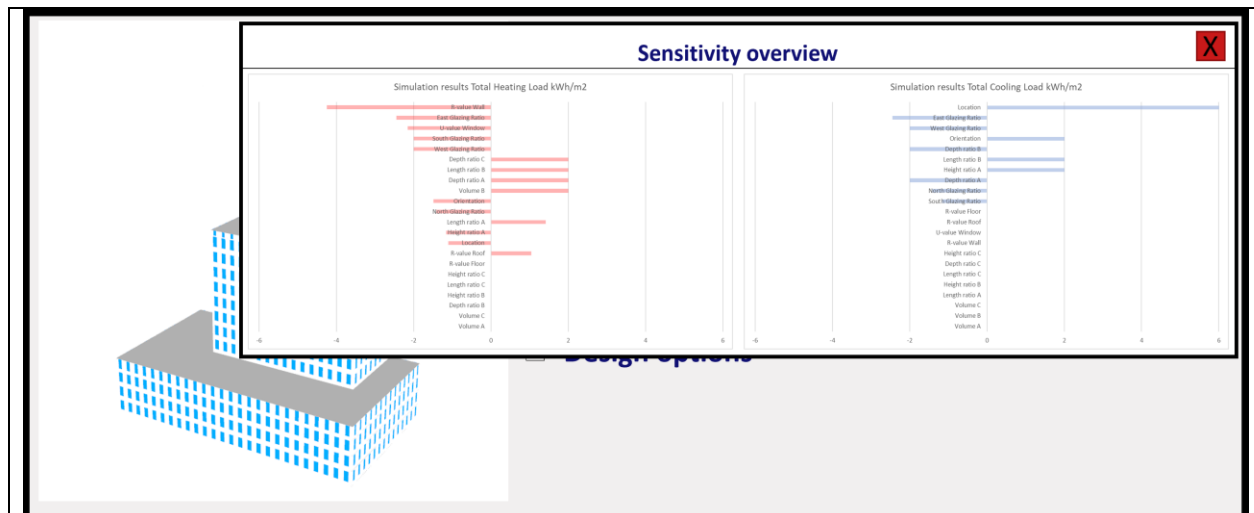 Sensitivity overview
X
Simulation results Total Heating Load kWh/m2
R-value Wall
East Glazing Ratio
U-value Window
South Glazing Ratio
West Glazing Ratio
Depth ratio C
Length ratio B
Depth ratio A
Volume B
Orientation
North Glazing Ratio
Length ratio A
Height ratio A
Location
R-value Roof
R-value Floor
Height ratio C
Length ratio C
Height ratio B
Depth ratio B
Volume C
Volume A
-6 -4 -2 0 2 4 6
Simulation results Total Cooling Load kWh/m2
Location
East Glazing Ratio
West Glazing Ratio
Orientation
Depth ratio B
Length ratio B
Height ratio A
Depth ratio A
North Glazing Ratio
South Glazing Ratio
R-value Floor
R-value Roof
U-value Window
R-value Wall
Height ratio C
Depth ratio C
Length ratio C
Height ratio B
Length ratio A
Volume C
Volume B
Volume A
-6 -4 -2 0 2 4 6
Design options